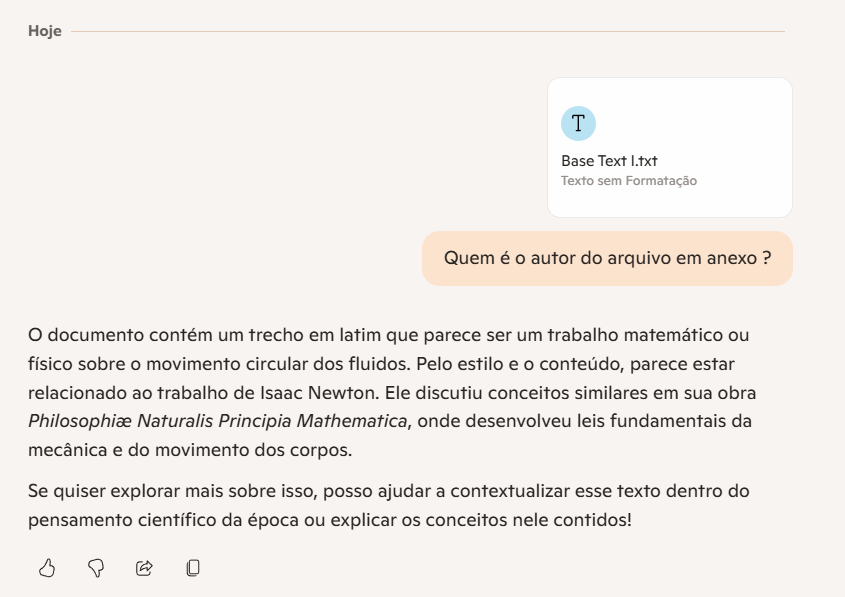 Hoje
T
Base Text I.txt
Texto sem Formatação
Quem é o autor do arquivo em anexo ?
O documento contém um trecho em latim que parece ser um trabalho matemático ou
físico sobre o movimento circular dos fluidos. Pelo estilo e o conteúdo, parece estar
relacionado ao trabalho de Isaac Newton. Ele discutiu conceitos similares em sua obra
Philosophiæ Naturalis Principia Mathematica, onde desenvolveu leis fundamentais da
mecânica e do movimento dos corpos.
Se quiser explorar mais sobre isso, posso ajudar a contextualizar esse texto dentro do
pensamento científico da época ou explicar os conceitos nele contidos!